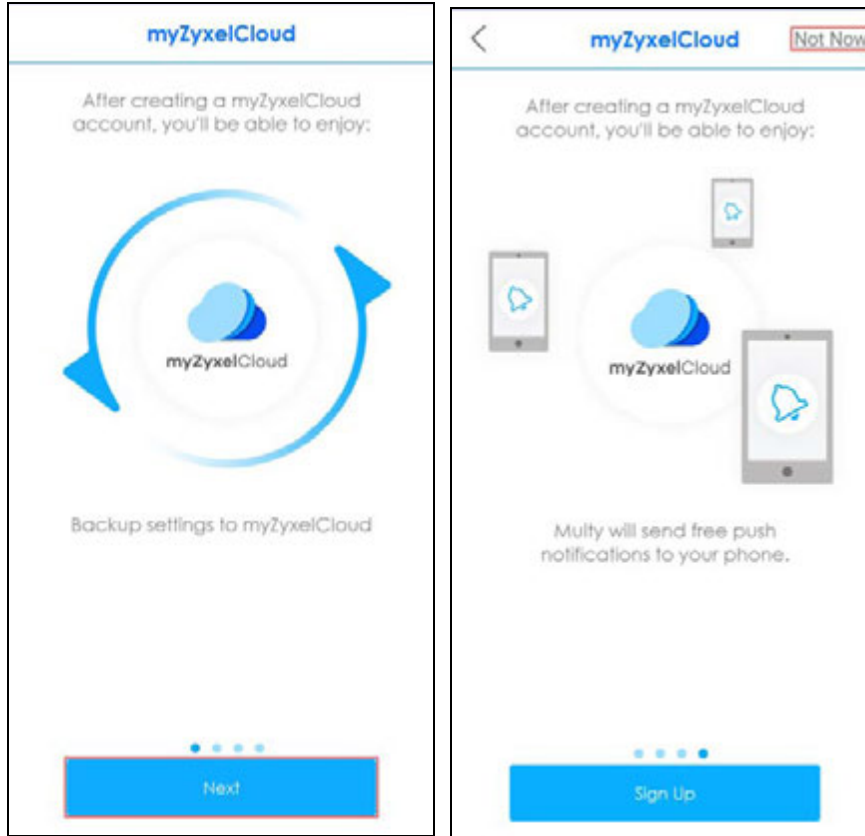 myZyxelCloud
After creating a myZyxelCloud
account, you'll be able to enjoy:
myZyxelCloud
Backup settings to myZyxelCloud
Next
myZyxelCloud
Not Now
After creating a myZyxelCloud
account, you'll be able to enjoy:
myZyxelCloud
Multy will send free push
notifications to your phone.
Sign Up